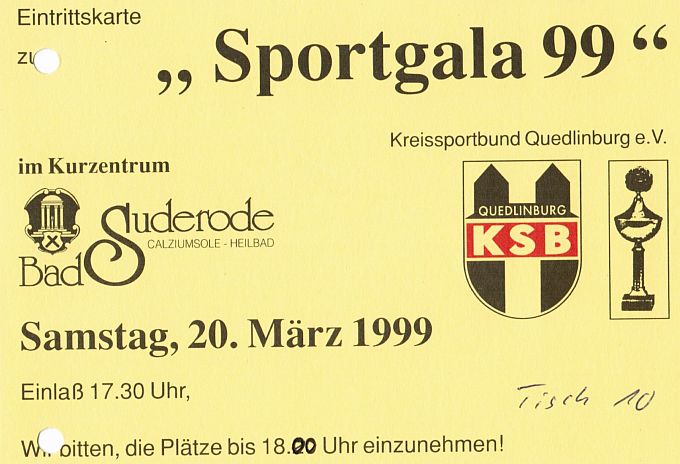 Eintrittskarte
zu
„ Sportgala 99 “
Kreissportbund Quedlinburg e.V.
im Kurzentrum
Bad Suderode
CALZIUMSOLE - HEILBAD
QUEDLINBURG
KSB
Samstag, 20. März 1999
Einlaß 17.30 Uhr,
Tisch 10
Wir bitten, die Plätze bis 18.00 Uhr einzunehmen!